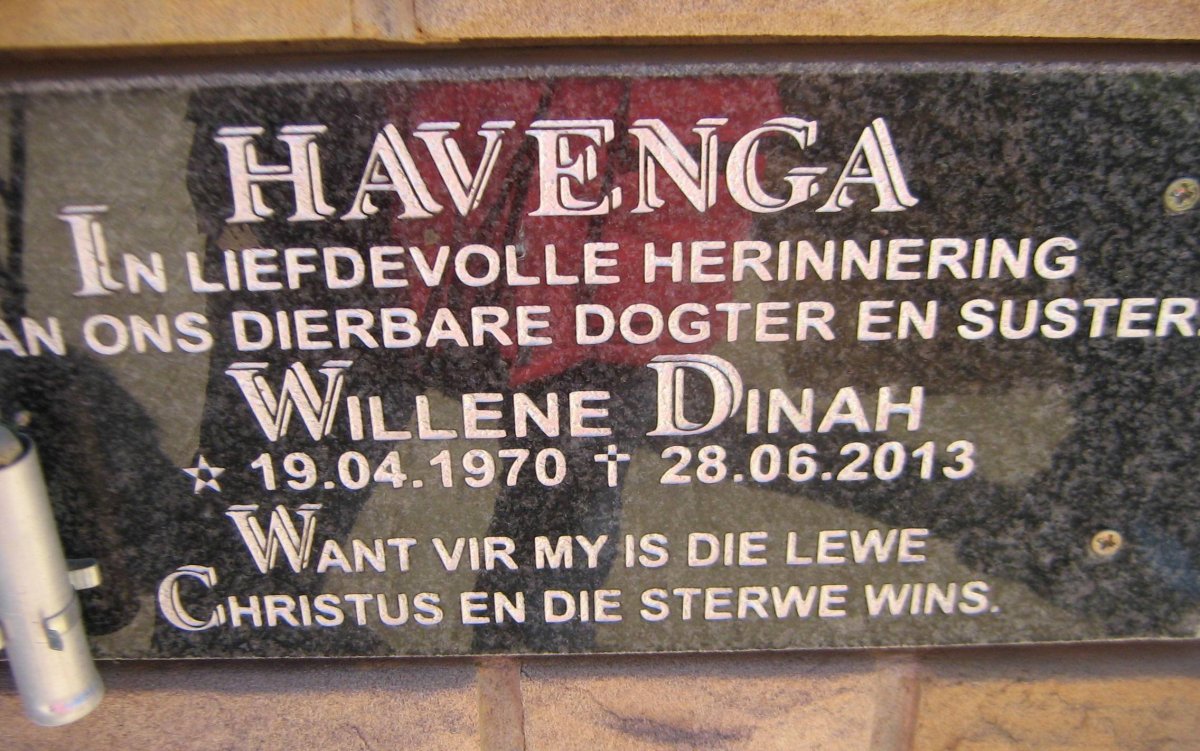 HAVENGA
IN LIEFDEVOLLE HERINNERING
AN ONS DIERBARE DOGTER EN SUSTER
WILLENE DINAH
☆ 19.04.1970 ✝ 28.06.2013
WANT VIR MY IS DIE LEWE
CHRISTUS EN DIE STERWE WINS.